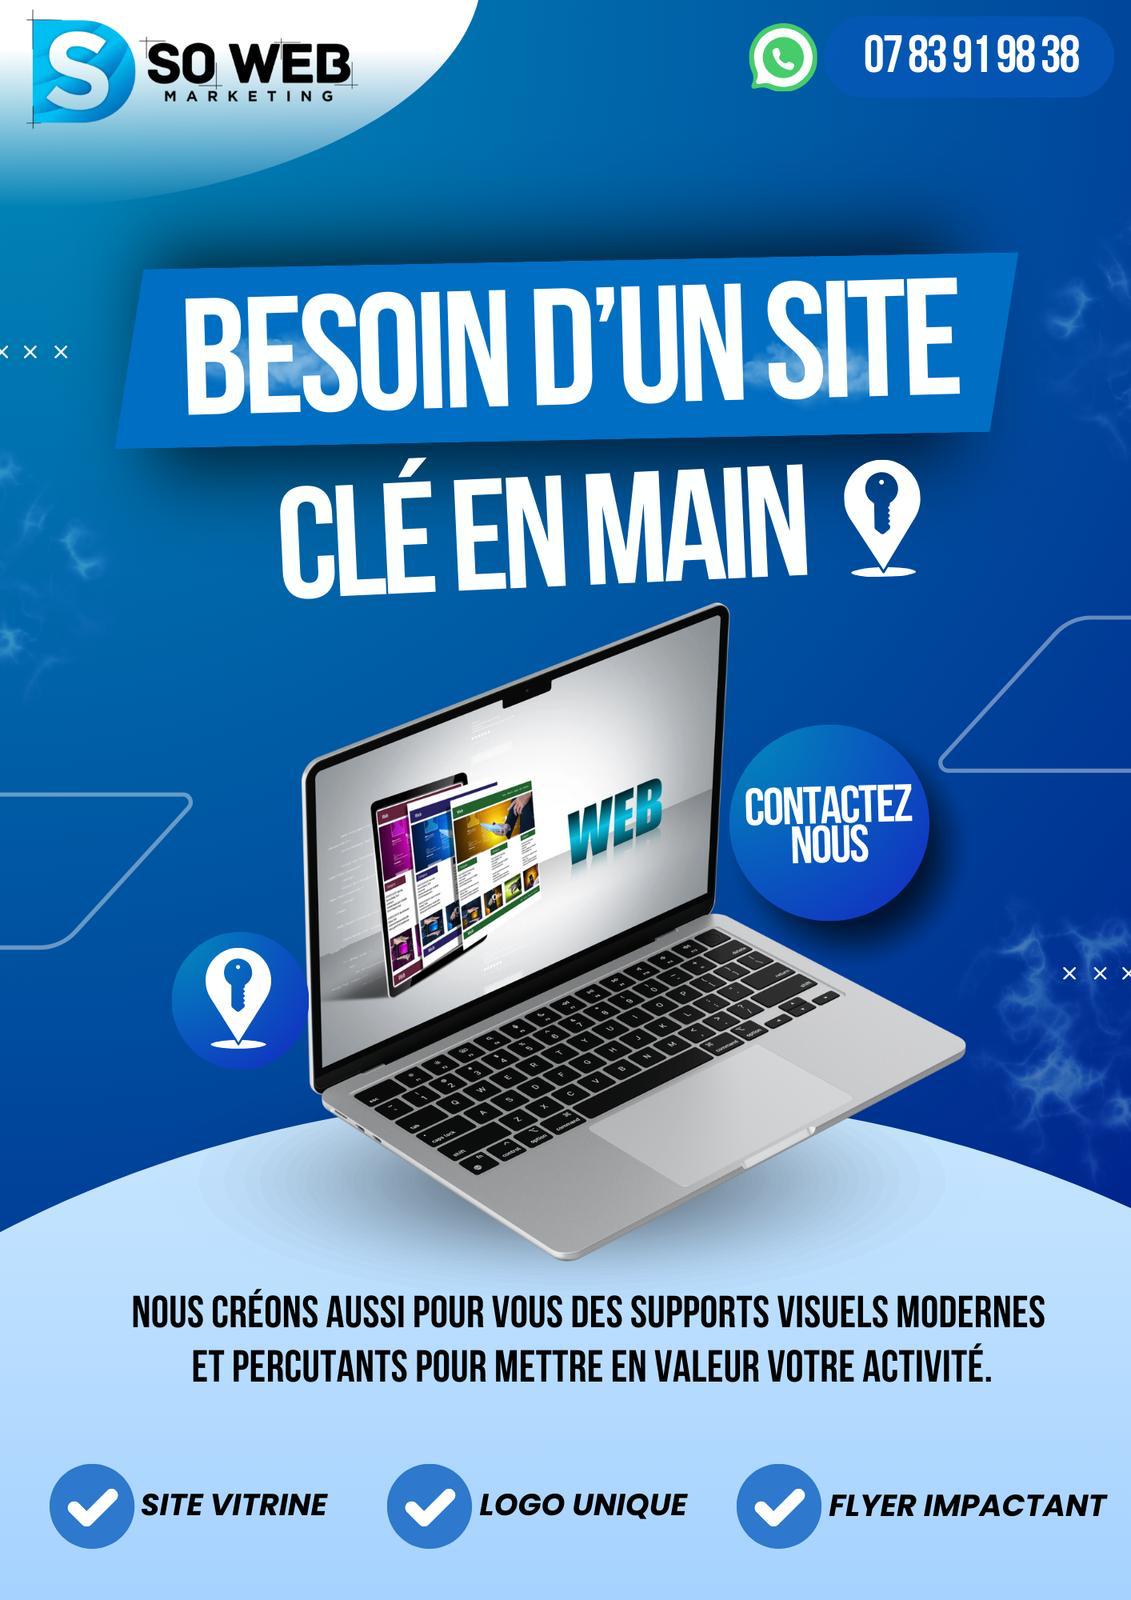 S SO WEB
MARKETING
07 83 91 98 38
BESOIN D'UN SITE
CLÉ EN MAIN
WEB
CONTACTEZ
NOUS
NOUS CRÉONS AUSSI POUR VOUS DES SUPPORTS VISUELS MODERNES
ET PERCUTANTS POUR METTRE EN VALEUR VOTRE ACTIVITÉ.
SITE VITRINE
LOGO UNIQUE
FLYER IMPACTANT